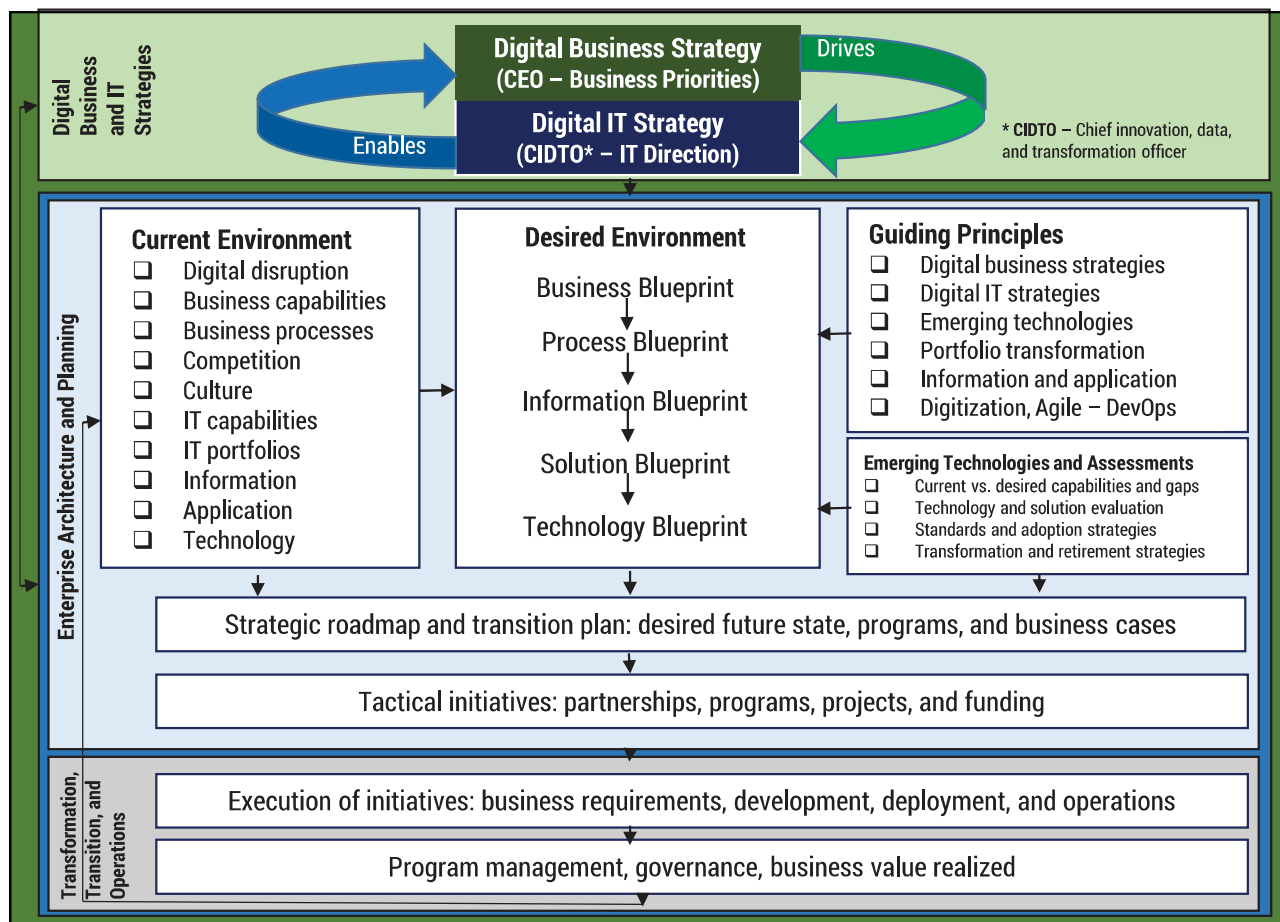 Digital
Business
and IT
Strategies
Digital Business Strategy
(CEO – Business Priorities)
Drives
Digital IT Strategy
(CIDTO* – IT Direction)
Enables
* CIDTO – Chief innovation, data,
and transformation officer
Enterprise Architecture and Planning
Current Environment
❑ Digital disruption
❑ Business capabilities
❑ Business processes
❑ Competition
❑ Culture
❑ IT capabilities
❑ IT portfolios
❑ Information
❑ Application
❑ Technology
Desired Environment
Business Blueprint
Process Blueprint
Information Blueprint
Solution Blueprint
Technology Blueprint
Guiding Principles
❑ Digital business strategies
❑ Digital IT strategies
❑ Emerging technologies
❑ Portfolio transformation
❑ Information and application
❑ Digitization, Agile – DevOps
Emerging Technologies and Assessments
❑ Current vs. desired capabilities and gaps
❑ Technology and solution evaluation
❑ Standards and adoption strategies
❑ Transformation and retirement strategies
Strategic roadmap and transition plan: desired future state, programs, and business cases
Tactical initiatives: partnerships, programs, projects, and funding
Transformation,
Transition, and
Operations
Execution of initiatives: business requirements, development, deployment, and operations
Program management, governance, business value realized